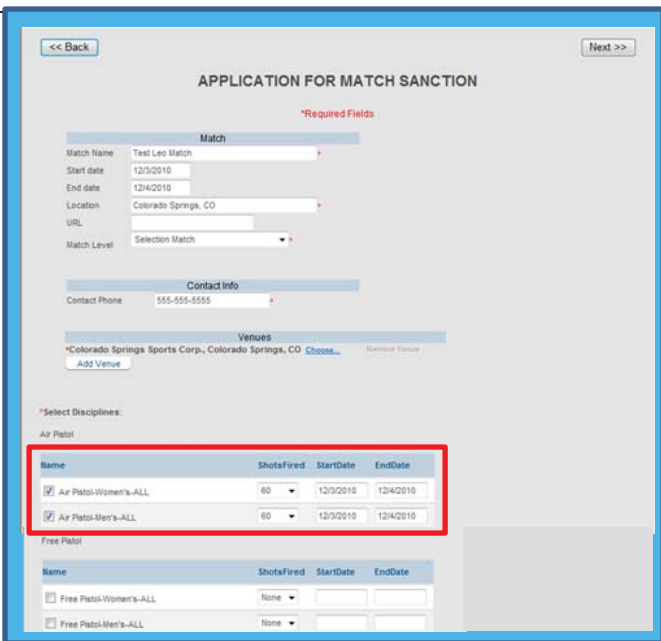 << Back Next >>
APPLICATION FOR MATCH SANCTION
*Required Fields
Match
Match Name Test Leo Match *
Start date 12/3/2010
End date 12/4/2010
Location Colorado Springs, CO *
URL
Match Level Selection Match *
Contact Info
Contact Phone 555-555-5555 *
Venues
*Colorado Springs Sports Corp., Colorado Springs, CO Choose... Remove Venue
Add Venue
*Select Disciplines:
Air Pistol
Name ShotsFired StartDate EndDate
Air Pistol-Women's-ALL 60 12/3/2010 12/4/2010
Air Pistol-Men's-ALL 60 12/3/2010 12/4/2010
Free Pistol
Name ShotsFired StartDate EndDate
Free Pistol-Women's-ALL None
Free Pistol-Men's-ALL None